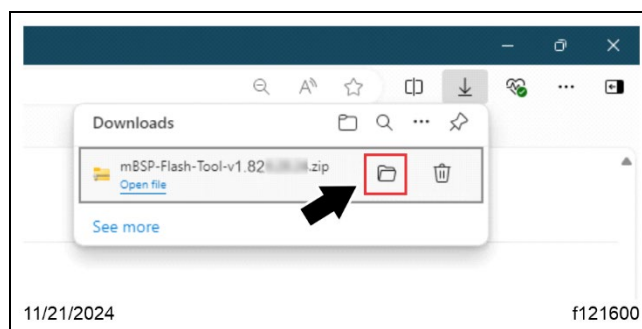 Downloads
mBSP-Flash-Tool-v1.82 .zip
Open file
See more
11/21/2024
f121600